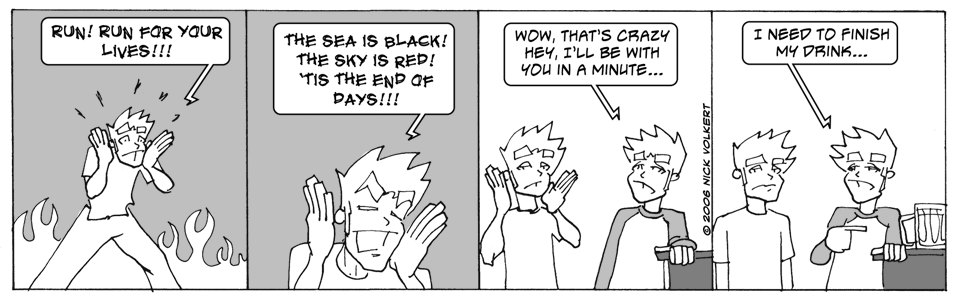 RUN! RUN FOR YOUR
LIVES!!!
THE SEA IS BLACK!
THE SKY IS RED!
'TIS THE END OF
DAYS!!!
WOW, THAT'S CRAZY
HEY, I'LL BE WITH
YOU IN A MINUTE...
© 2006 NICK VOLKERT
I NEED TO FINISH
MY DRINK...